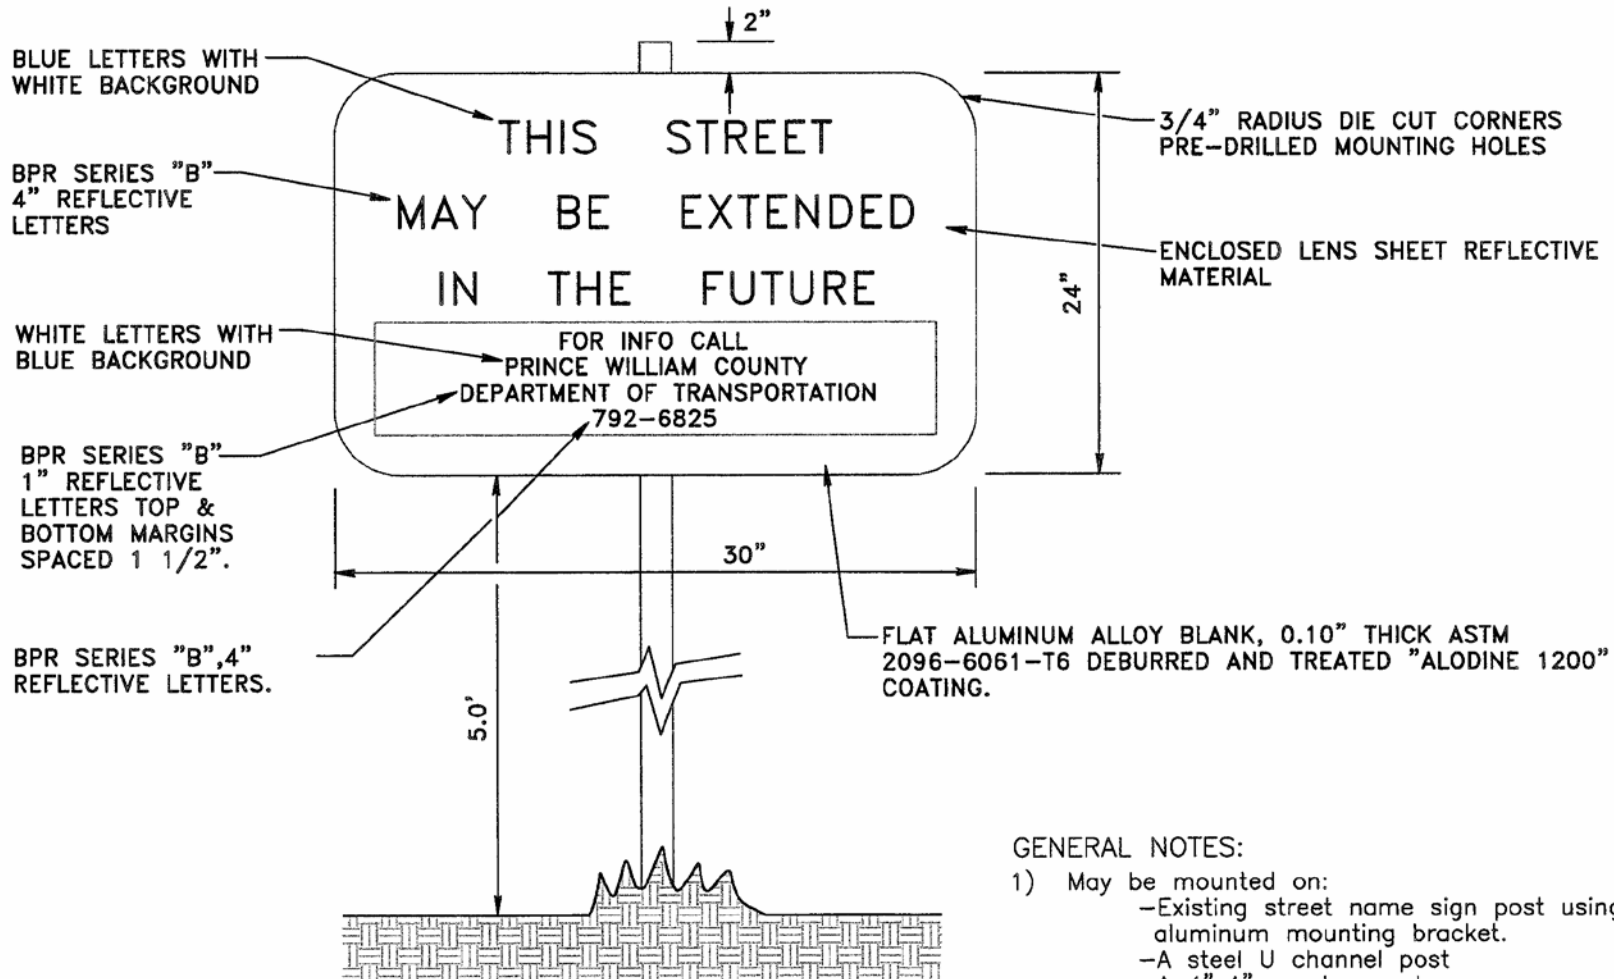 2"
BLUE LETTERS WITH
WHITE BACKGROUND
THIS STREET
MAY BE EXTENDED
IN THE FUTURE
3/4" RADIUS DIE CUT CORNERS
PRE-DRILLED MOUNTING HOLES
BPR SERIES "B"
4" REFLECTIVE
LETTERS
ENCLOSED LENS SHEET REFLECTIVE
MATERIAL
24"
WHITE LETTERS WITH
BLUE BACKGROUND
FOR INFO CALL
PRINCE WILLIAM COUNTY
DEPARTMENT OF TRANSPORTATION
792-6825
BPR SERIES "B"
1" REFLECTIVE
LETTERS TOP &
BOTTOM MARGINS
SPACED 1 1/2".
30"
BPR SERIES "B",4"
REFLECTIVE LETTERS.
FLAT ALUMINUM ALLOY BLANK, 0.10" THICK ASTM
2096-6061-T6 DEBURRED AND TREATED "ALODINE 1200"
COATING.
5.0'
GENERAL NOTES:
1) May be mounted on:
-Existing street name sign post using
aluminum mounting bracket.
-A steel U channel post